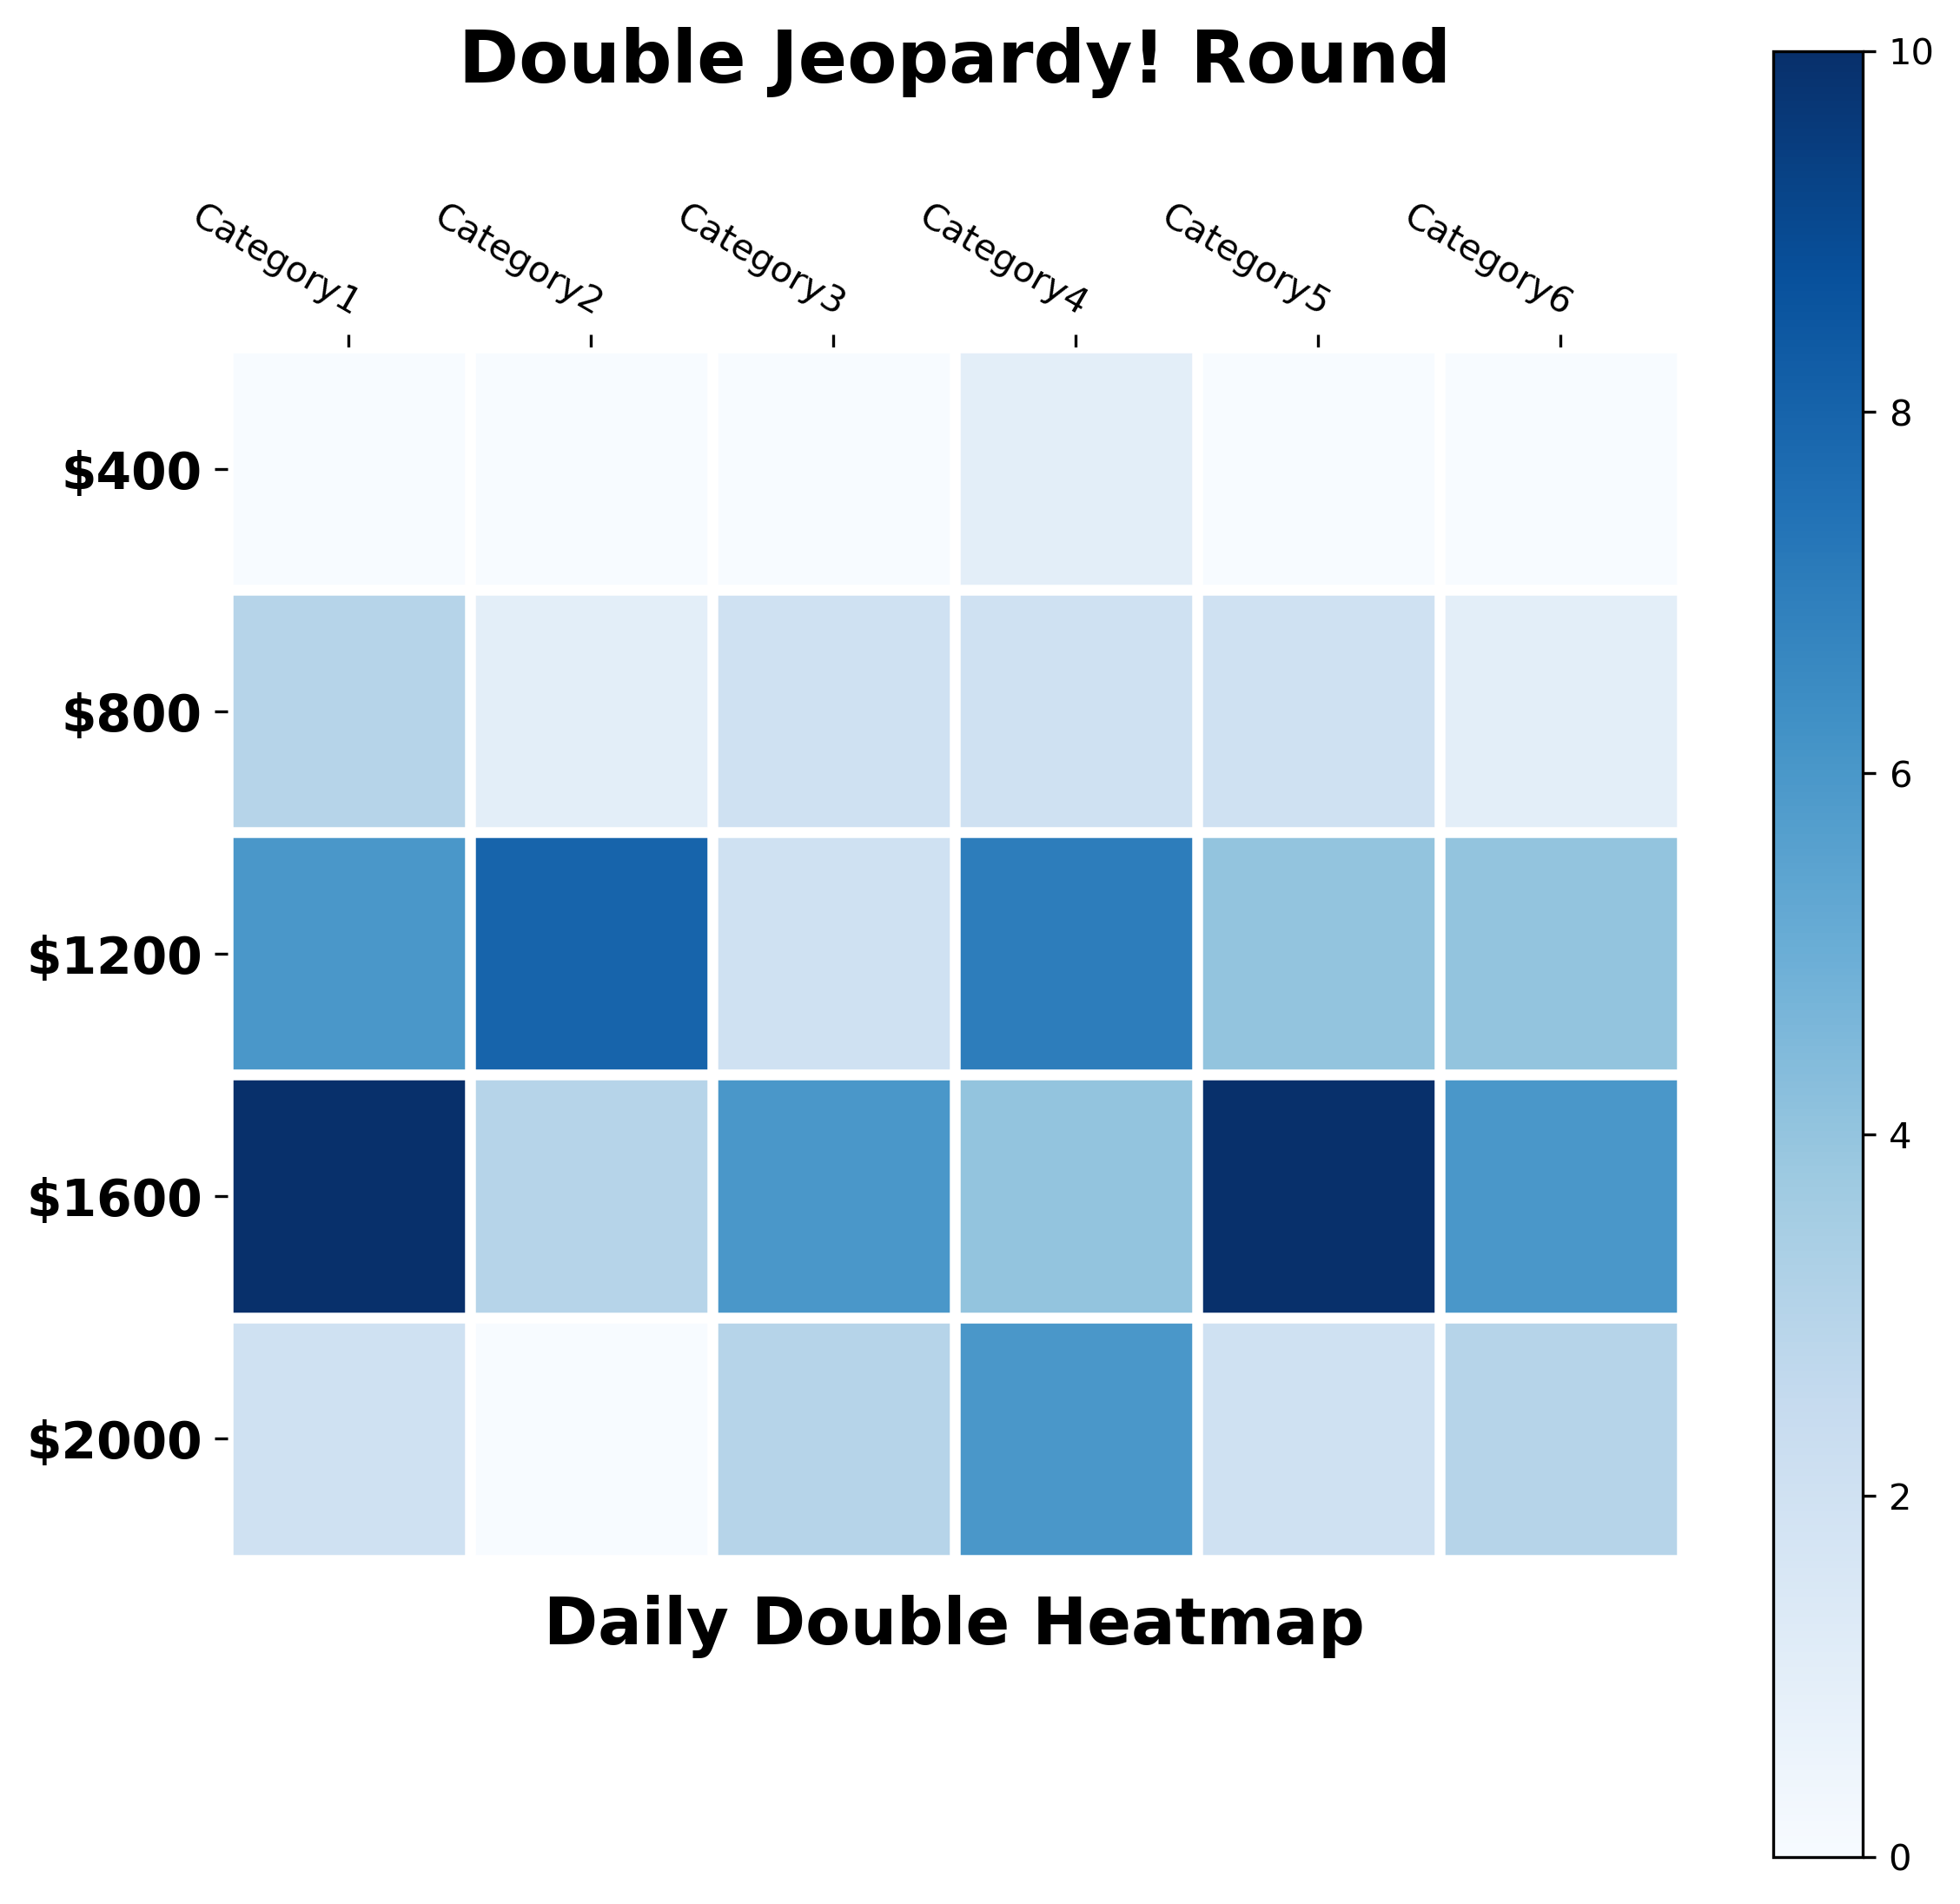 Double Jeopardy! Round
Category1
Category2
Category3
Category4
Category5
Category6
$400
$800
$1200
$1600
$2000
Daily Double Heatmap
10
8
6
4
2
0